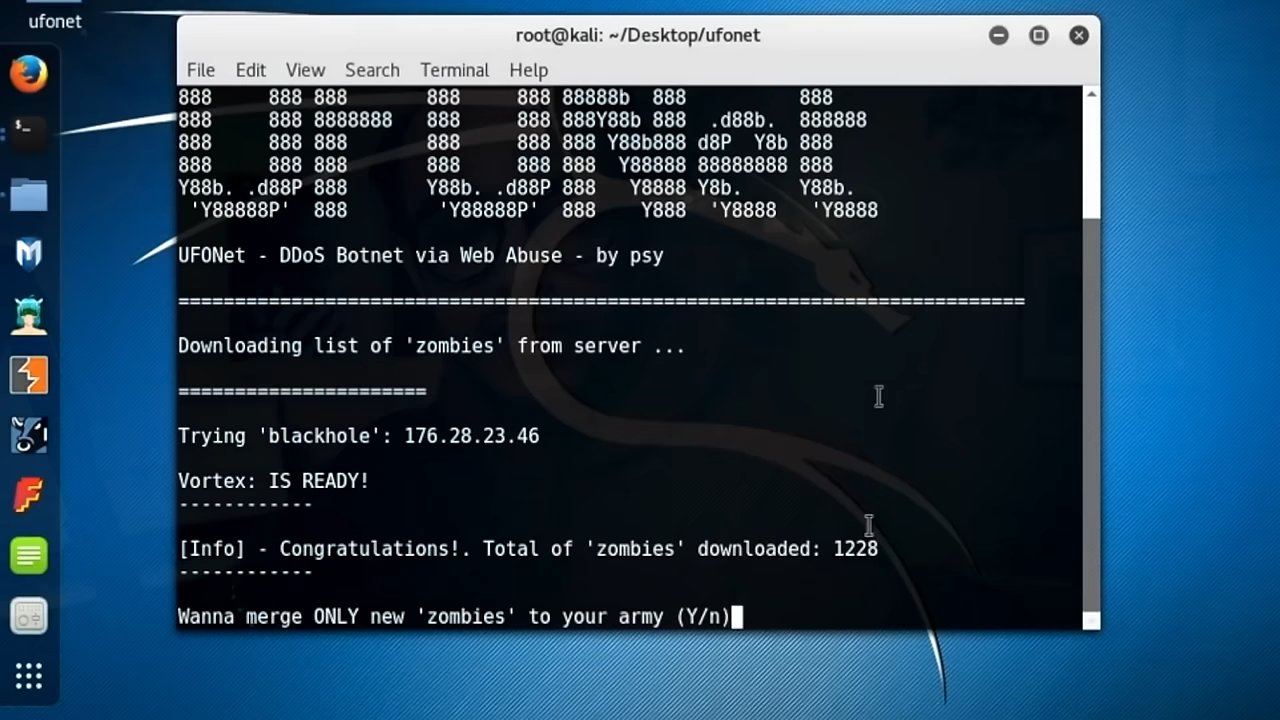 ufonet
root@kali: ~/Desktop/ufonet
File Edit View Search Terminal Help
888      888 888       888     888 88888b  888          888
888      888 8888888   888     888 888Y88b 888  .d88b.  888888
888      888 888       888     888 888 Y88b888 d8P  Y8b 888
888      888 888       888     888 888  Y88888 88888888 888
Y88b. .d88P 888       Y88b. .d88P 888   Y8888 Y8b.     Y88b.
 'Y88888P'  888        'Y88888P'  888    Y888  'Y8888   'Y8888
UFONet - DDoS Botnet via Web Abuse - by psy
===========================================================================
Downloading list of 'zombies' from server ...
======================
Trying 'blackhole': 176.28.23.46
Vortex: IS READY!
------------
[Info] - Congratulations!. Total of 'zombies' downloaded: 1228
------------
Wanna merge ONLY new 'zombies' to your army (Y/n)